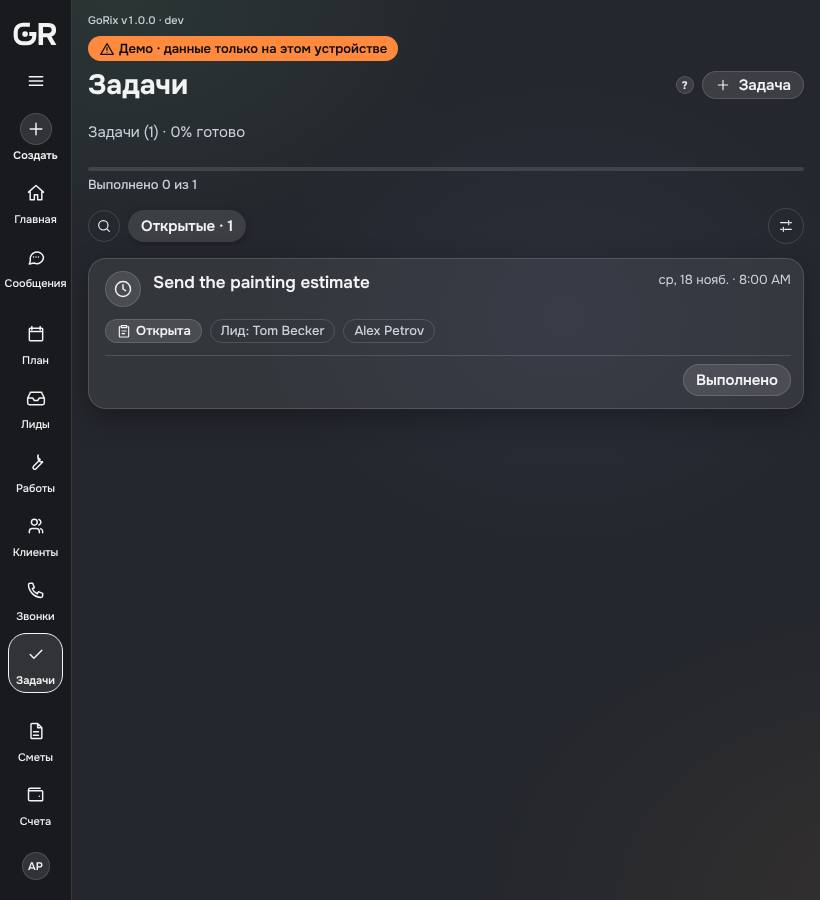 GR
GoRix v1.0.0 · dev
Демо · данные только на этом устройстве
Задачи
?
Задача
Создать
Задачи (1) · 0% готово
Выполнено 0 из 1
Главная
Открытые · 1
Сообщения
Send the painting estimate
ср, 18 нояб. · 8:00 AM
Открыта
Лид: Tom Becker
Alex Petrov
План
Выполнено
Лиды
Работы
Клиенты
Звонки
Задачи
Сметы
Счета
AP